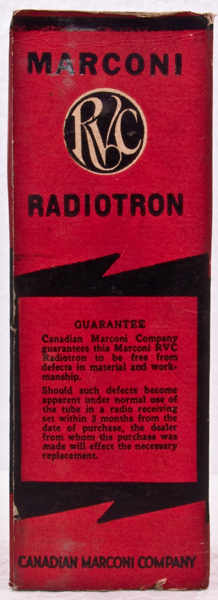 MARCONI
RVC
RADIOTRON
GUARANTEE
Canadian Marconi Company
guarantees this Marconi RVC
Radiotron to be free from
defects in material and work-
manship.
Should such defects become
apparent under normal use of
the tube in a radio receiving
set within 3 months from the
date of purchase, the dealer
from whom the purchase was
made will effect the necessary
replacement.
CANADIAN MARCONI COMPANY